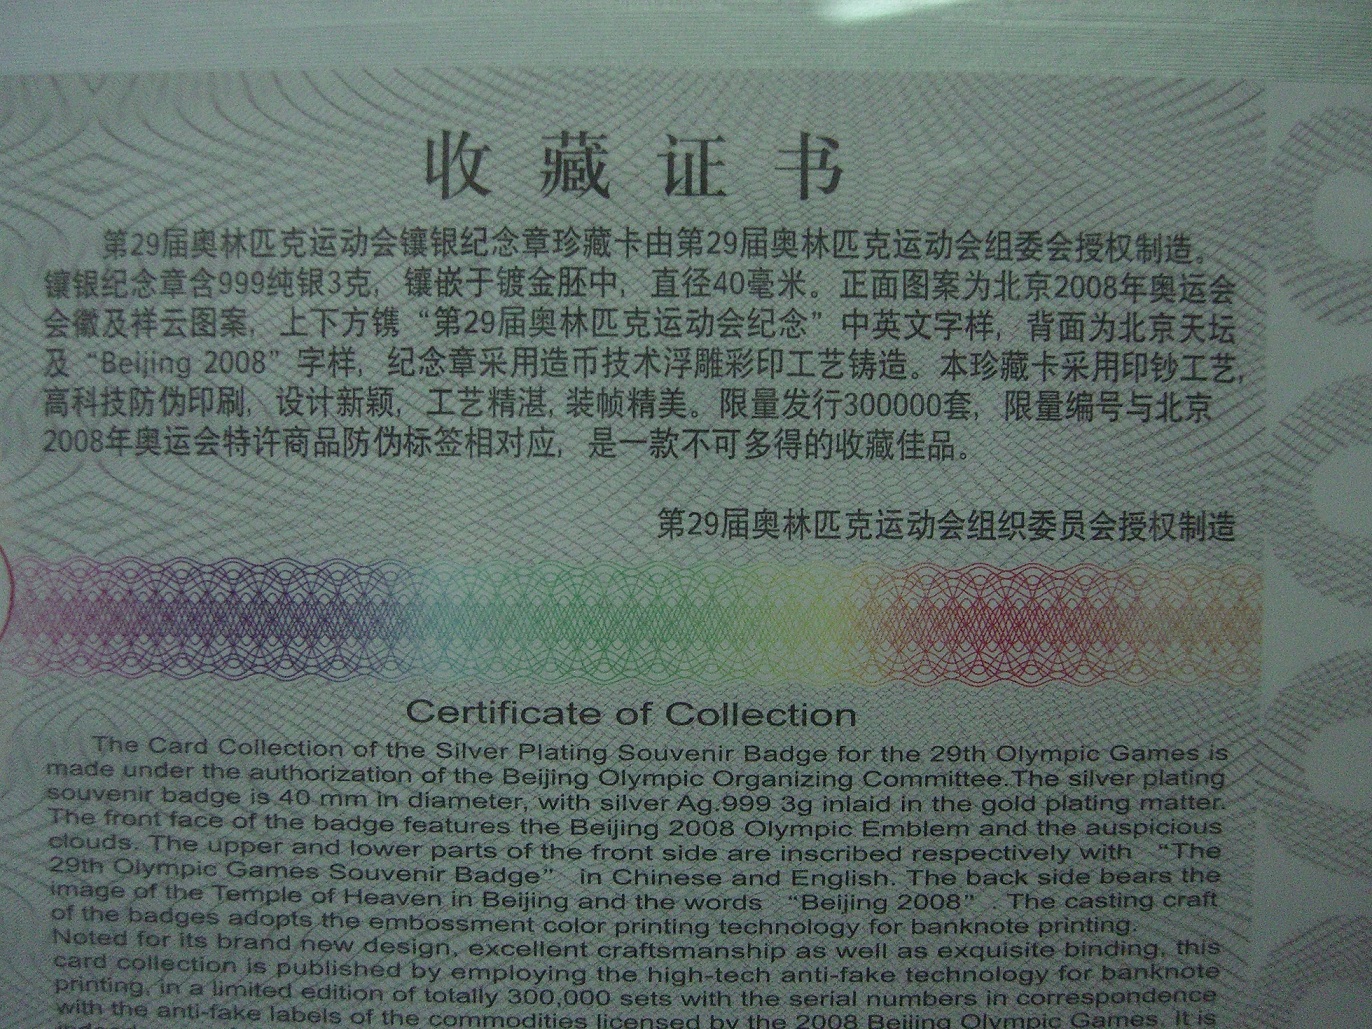 收藏证书
第29届奥林匹克运动会镶银纪念章珍藏卡由第29届奥林匹克运动会组委会授权制造。
镶银纪念章含999纯银3克，镶嵌于镀金胚中，直径40毫米。正面图案为北京2008年奥运会
会徽及祥云图案，上下方镌“第29届奥林匹克运动会纪念”中英文字样，背面为北京天坛
及“Beijing 2008”字样，纪念章采用造币技术浮雕彩印工艺铸造。本珍藏卡采用印钞工艺，
高科技防伪印刷，设计新颖，工艺精湛，装帧精美。限量发行300000套，限量编号与北京
2008年奥运会特许商品防伪标签相对应，是一款不可多得的收藏佳品。
第29届奥林匹克运动会组织委员会授权制造
Certificate of Collection
The Card Collection of the Silver Plating Souvenir Badge for the 29th Olympic Games is
made under the authorization of the Beijing Olympic Organizing Committee.The silver plating
souvenir badge is 40 mm in diameter, with silver Ag.999 3g inlaid in the gold plating matter.
The front face of the badge features the Beijing 2008 Olympic Emblem and the auspicious
clouds. The upper and lower parts of the front side are inscribed respectively with “The
29th Olympic Games Souvenir Badge” in Chinese and English. The back side bears the
image of the Temple of Heaven in Beijing and the words “Beijing 2008”. The casting craft
of the badges adopts the embossment color printing technology for banknote printing.
Noted for its brand new design, excellent craftsmanship as well as exquisite binding, this
card collection is published by employing the high-tech anti-fake technology for banknote
printing, in a limited edition of totally 300,000 sets with the serial numbers in correspondence
with the anti-fake labels of the commodities licensed by the 2008 Beijing Olympic Games. It is